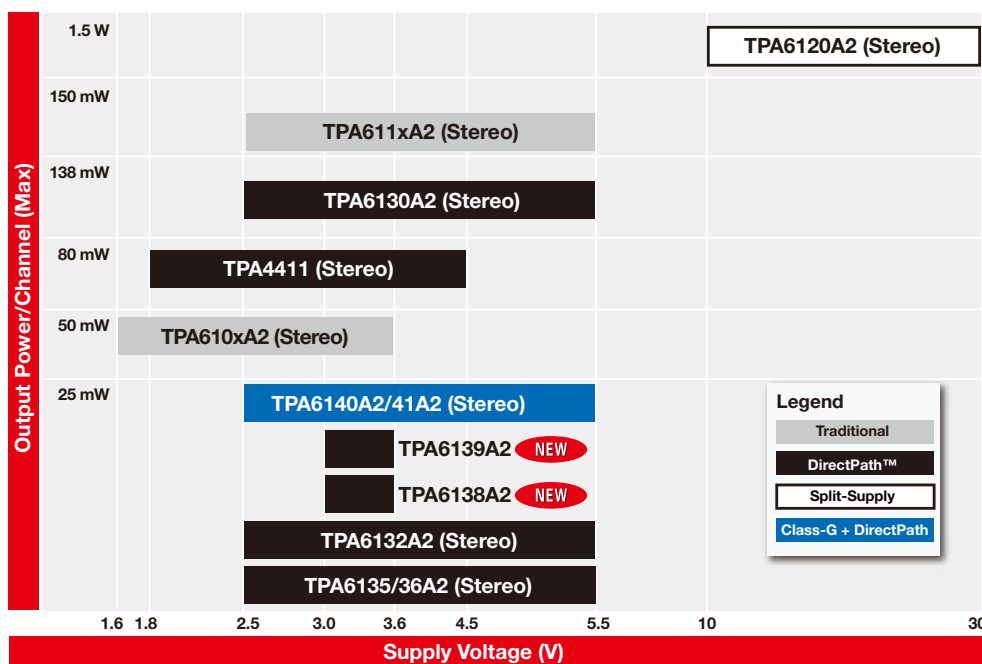 Output Power/Channel (Max)
1.5 W
TPA6120A2 (Stereo)
150 mW
TPA611xA2 (Stereo)
138 mW
TPA6130A2 (Stereo)
80 mW
TPA4411 (Stereo)
50 mW
TPA610xA2 (Stereo)
25 mW
TPA6140A2/41A2 (Stereo)
TPA6139A2 NEW
TPA6138A2 NEW
TPA6132A2 (Stereo)
TPA6135/36A2 (Stereo)
Legend
Traditional
DirectPath™
Split-Supply
Class-G + DirectPath
1.6 1.8 2.5 3.0 3.6 4.5 5.5 10 30
Supply Voltage (V)